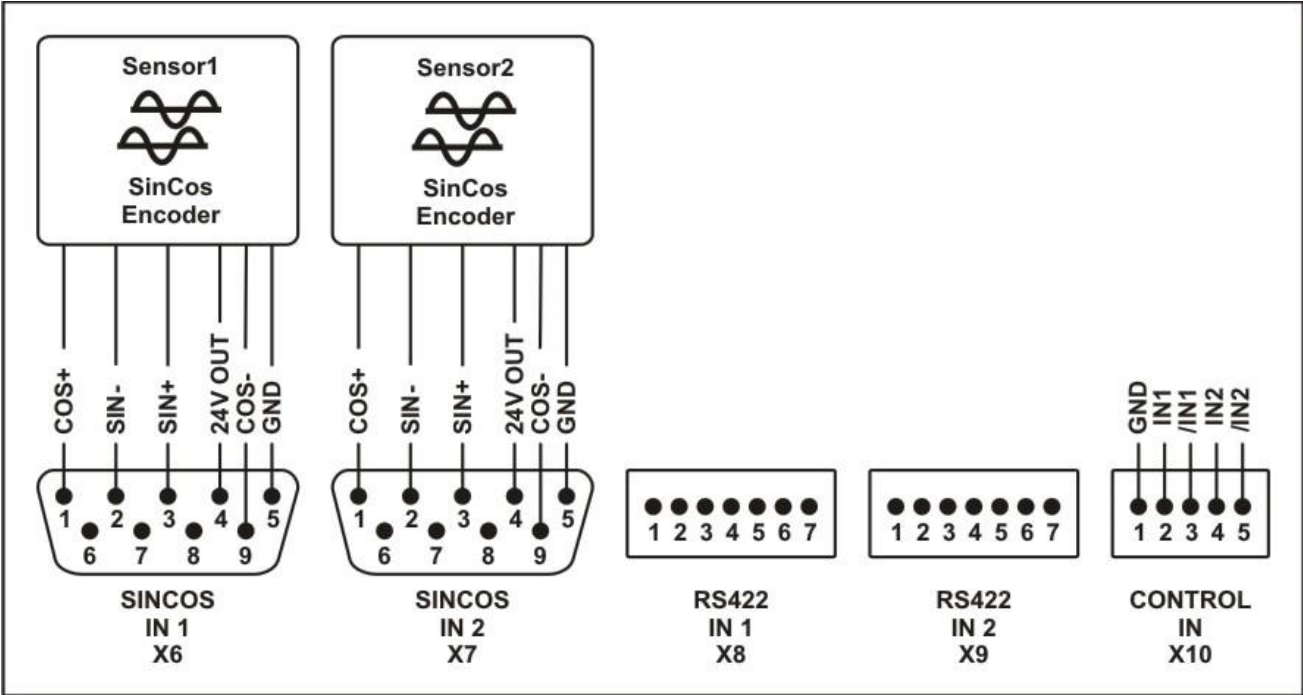 Sensor1
SinCos
Encoder
COS+
SIN-
SIN+
24V OUT
COS-
GND
1 2 3 4 5
6 7 8 9
SINCOS
IN 1
X6
Sensor2
SinCos
Encoder
COS+
SIN-
SIN+
24V OUT
COS-
GND
1 2 3 4 5
6 7 8 9
SINCOS
IN 2
X7
1 2 3 4 5 6 7
RS422
IN 1
X8
1 2 3 4 5 6 7
RS422
IN 2
X9
GND
IN1
/IN1
IN2
/IN2
1 2 3 4 5
CONTROL
IN
X10